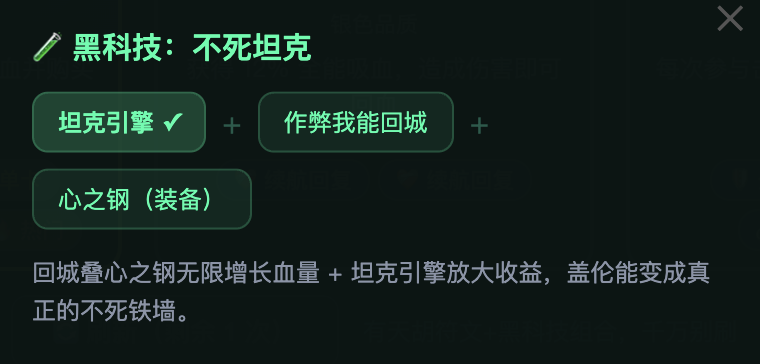 黑科技：不死坦克
坦克引擎 ✔ + 作弊我能回城 +
心之钢（装备）
回城叠心之钢无限增长血量 + 坦克引擎放大收益，盖伦能变成真
正的不死铁墙。